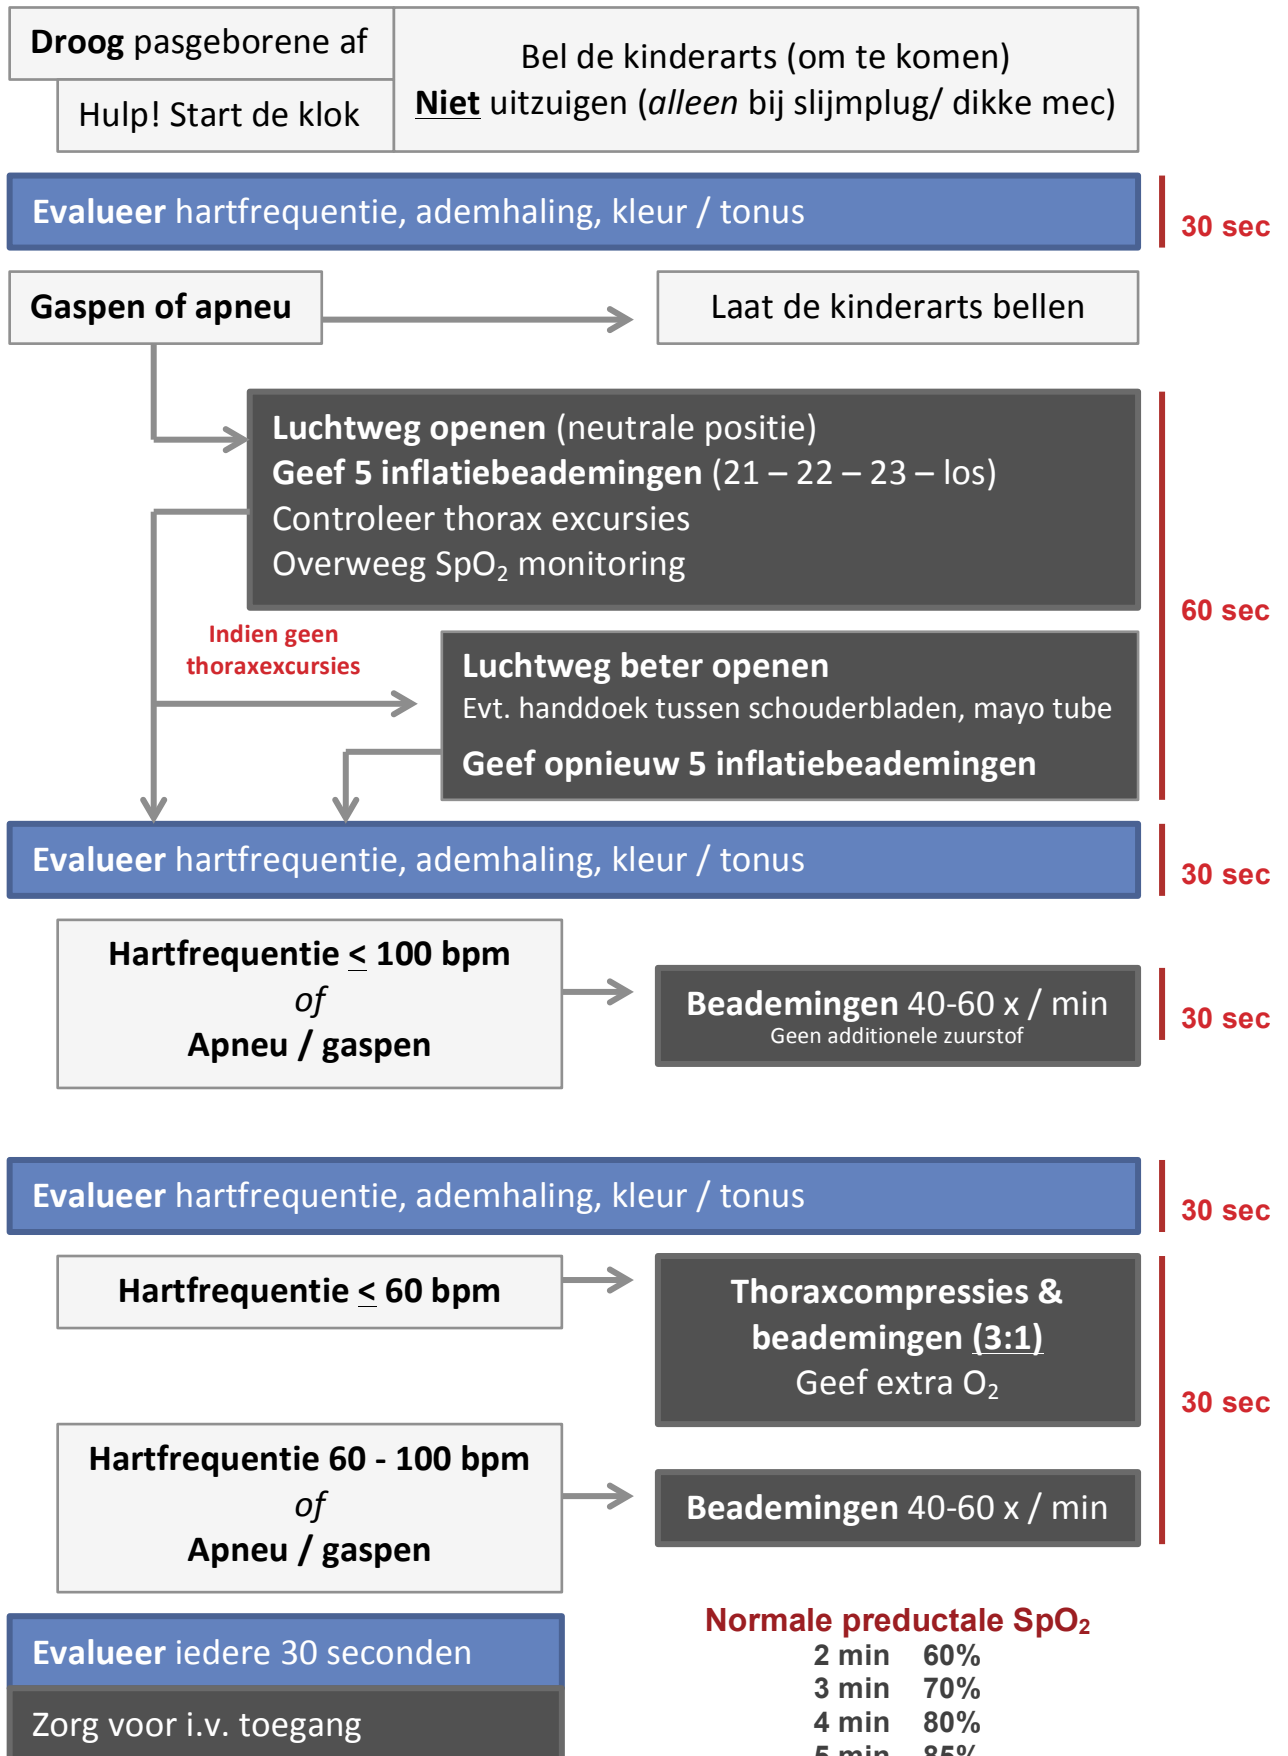 Droog pasgeborene af
Hulp! Start de klok
Bel de kinderarts (om te komen)
Niet uitzuigen (alleen bij slijmplug/ dikke mec)
Evalueer hartfrequentie, ademhaling, kleur / tonus
30 sec
Gaspen of apneu
Laat de kinderarts bellen
Luchtweg openen (neutrale positie)
Geef 5 inflatiebeademingen (21 – 22 – 23 – los)
Controleer thorax excursies
Overweeg SpO₂ monitoring
60 sec
Indien geen
thoraxexcursies
Luchtweg beter openen
Evt. handdoek tussen schouderbladen, mayo tube
Geef opnieuw 5 inflatiebeademingen
Evalueer hartfrequentie, ademhaling, kleur / tonus
30 sec
Hartfrequentie ≤ 100 bpm
of
Apneu / gaspen
Beademingen 40-60 x / min
Geen additionele zuurstof
30 sec
Evalueer hartfrequentie, ademhaling, kleur / tonus
30 sec
Hartfrequentie ≤ 60 bpm
Thoraxcompressies &
beademingen (3:1)
Geef extra O₂
30 sec
Hartfrequentie 60 - 100 bpm
of
Apneu / gaspen
Beademingen 40-60 x / min
Evalueer iedere 30 seconden
Zorg voor i.v. toegang
Normale preductale SpO₂
2 min 60%
3 min 70%
4 min 80%
5 min 85%